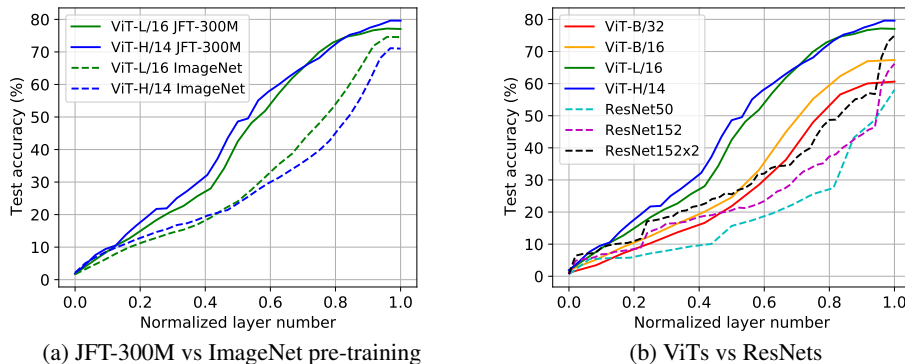 80
70
60
50
40
30
20
10
0
Test accuracy (%)
ViT-L/16 JFT-300M
ViT-H/14 JFT-300M
ViT-L/16 ImageNet
ViT-H/14 ImageNet
0.0 0.2 0.4 0.6 0.8 1.0
Normalized layer number
(a) JFT-300M vs ImageNet pre-training
80
70
60
50
40
30
20
10
0
Test accuracy (%)
ViT-B/32
ViT-B/16
ViT-L/16
ViT-H/14
ResNet50
ResNet152
ResNet152x2
0.0 0.2 0.4 0.6 0.8 1.0
Normalized layer number
(b) ViTs vs ResNets